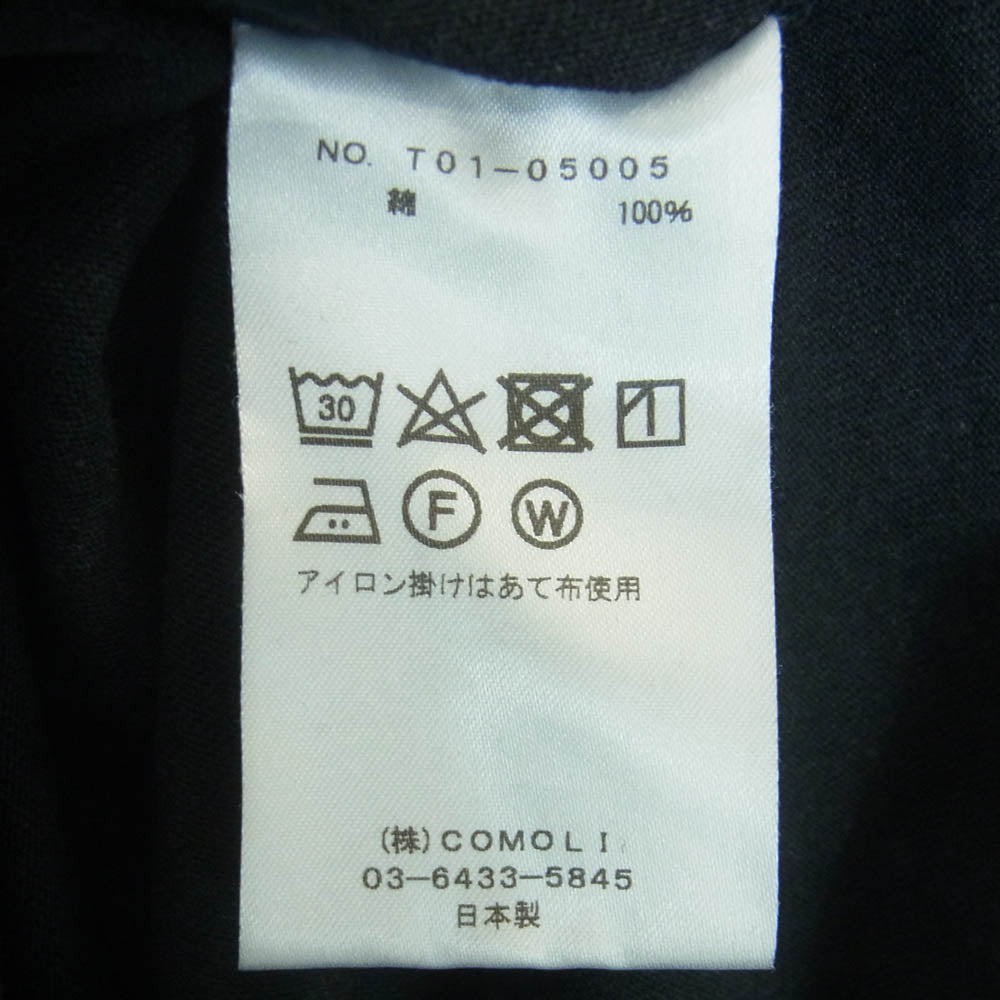 NO. T01-05005
綿 100%
30
F W
アイロン掛けはあて布使用
(株)COMOLI
03-6433-5845
日本製